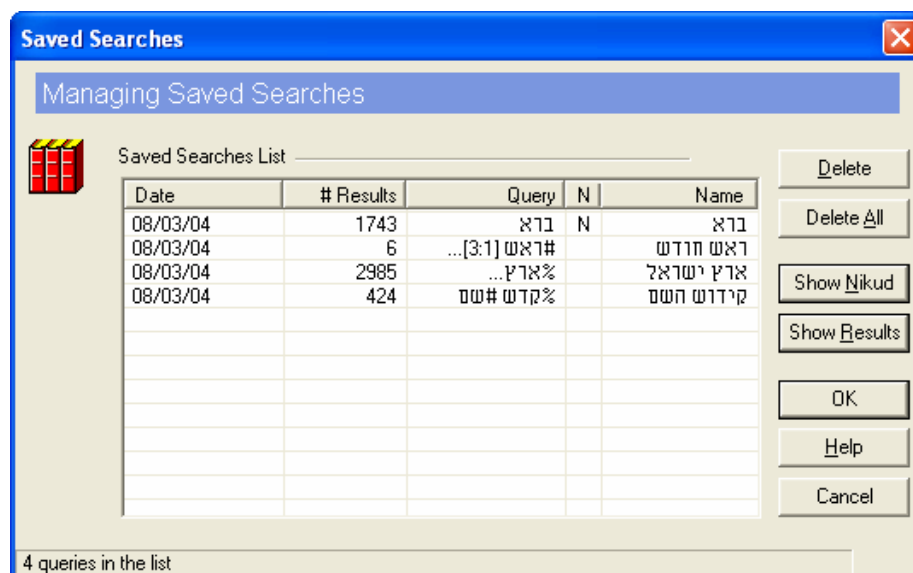 Saved Searches
Managing Saved Searches
Saved Searches List
Date # Results Query N Name
08/03/04 1743 ברא N ברא
08/03/04 6 #ראש [3:1]... ראש חודש
08/03/04 2985 %ארץ... ארץ ישראל
08/03/04 424 %קדש #שם קידוש השם
Delete
Delete All
Show Nikud
Show Results
OK
Help
Cancel
4 queries in the list